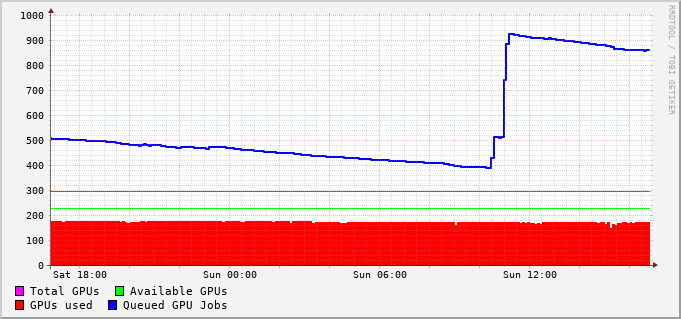 1000
900
800
700
600
500
400
300
200
100
0
Sat 18:00 Sun 00:00 Sun 06:00 Sun 12:00
Total GPUs Available GPUs
GPUs used Queued GPU Jobs
RRDTOOL / TOBI OETIKER